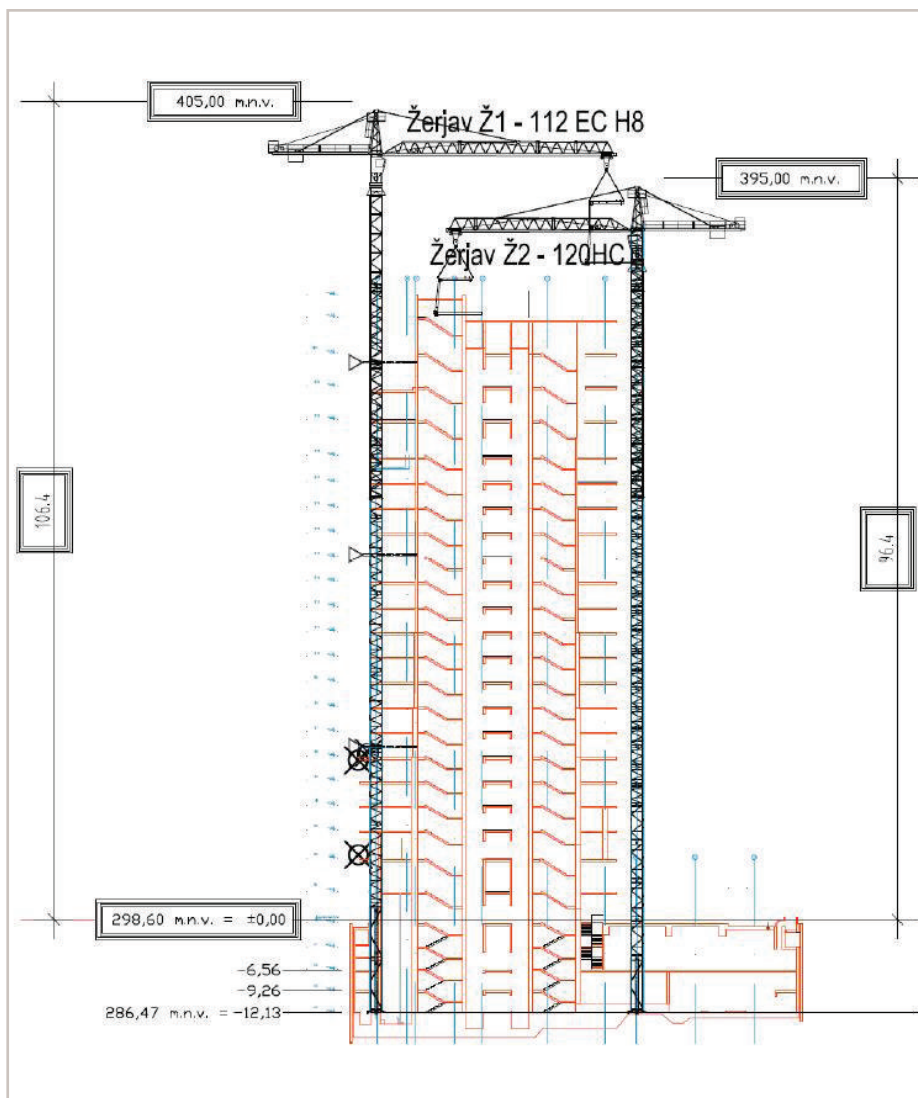 405,00 m.n.v.
Žerjav Ž1 - 112 EC H8
395,00 m.n.v.
Žerjav Ž2 - 120HC
106.4
96.4
298,60 m.n.v. = ±0,00
-6,56
-9,26
286,47 m.n.v. = -12,13